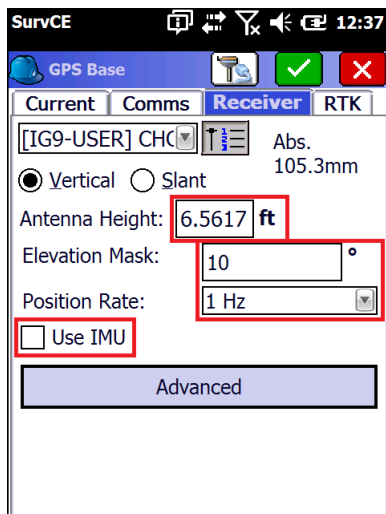 SurvCE 12:37
GPS Base
Current Comms Receiver RTK
[IG9-USER] CHC Abs.
105.3mm
Vertical Slant
Antenna Height: 6.5617 ft
Elevation Mask: 10 °
Position Rate: 1 Hz
Use IMU
Advanced